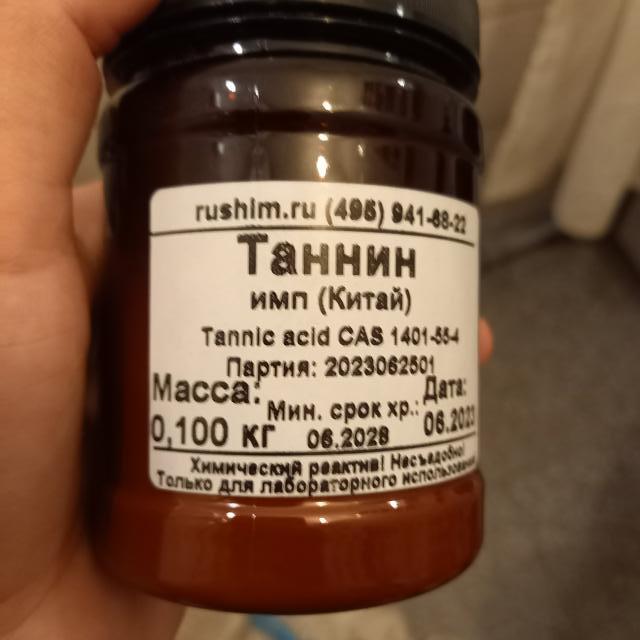 rushim.ru (495) 941-68-22
Таннин
имп (Китай)
Tannic acid CAS 1401-55-4
Партия: 2023062501
Масса: Мин. срок хр.: Дата:
0,100 кг 06.2028 06.2023
Химический реактив! Несъедобно!
Только для лабораторного использования